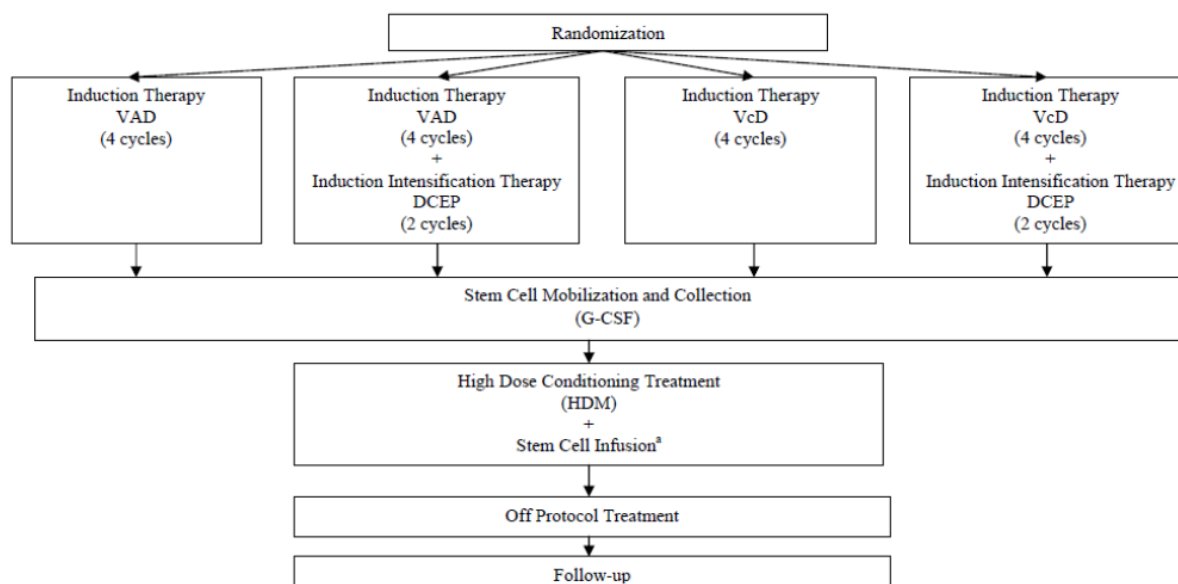 Randomization
Induction Therapy
VAD
(4 cycles)
Induction Therapy
VAD
(4 cycles)
+
Induction Intensification Therapy
DCEP
(2 cycles)
Induction Therapy
VcD
(4 cycles)
Induction Therapy
VcD
(4 cycles)
+
Induction Intensification Therapy
DCEP
(2 cycles)
Stem Cell Mobilization and Collection
(G-CSF)
High Dose Conditioning Treatment
(HDM)
+
Stem Cell Infusionᵃ
Off Protocol Treatment
Follow-up